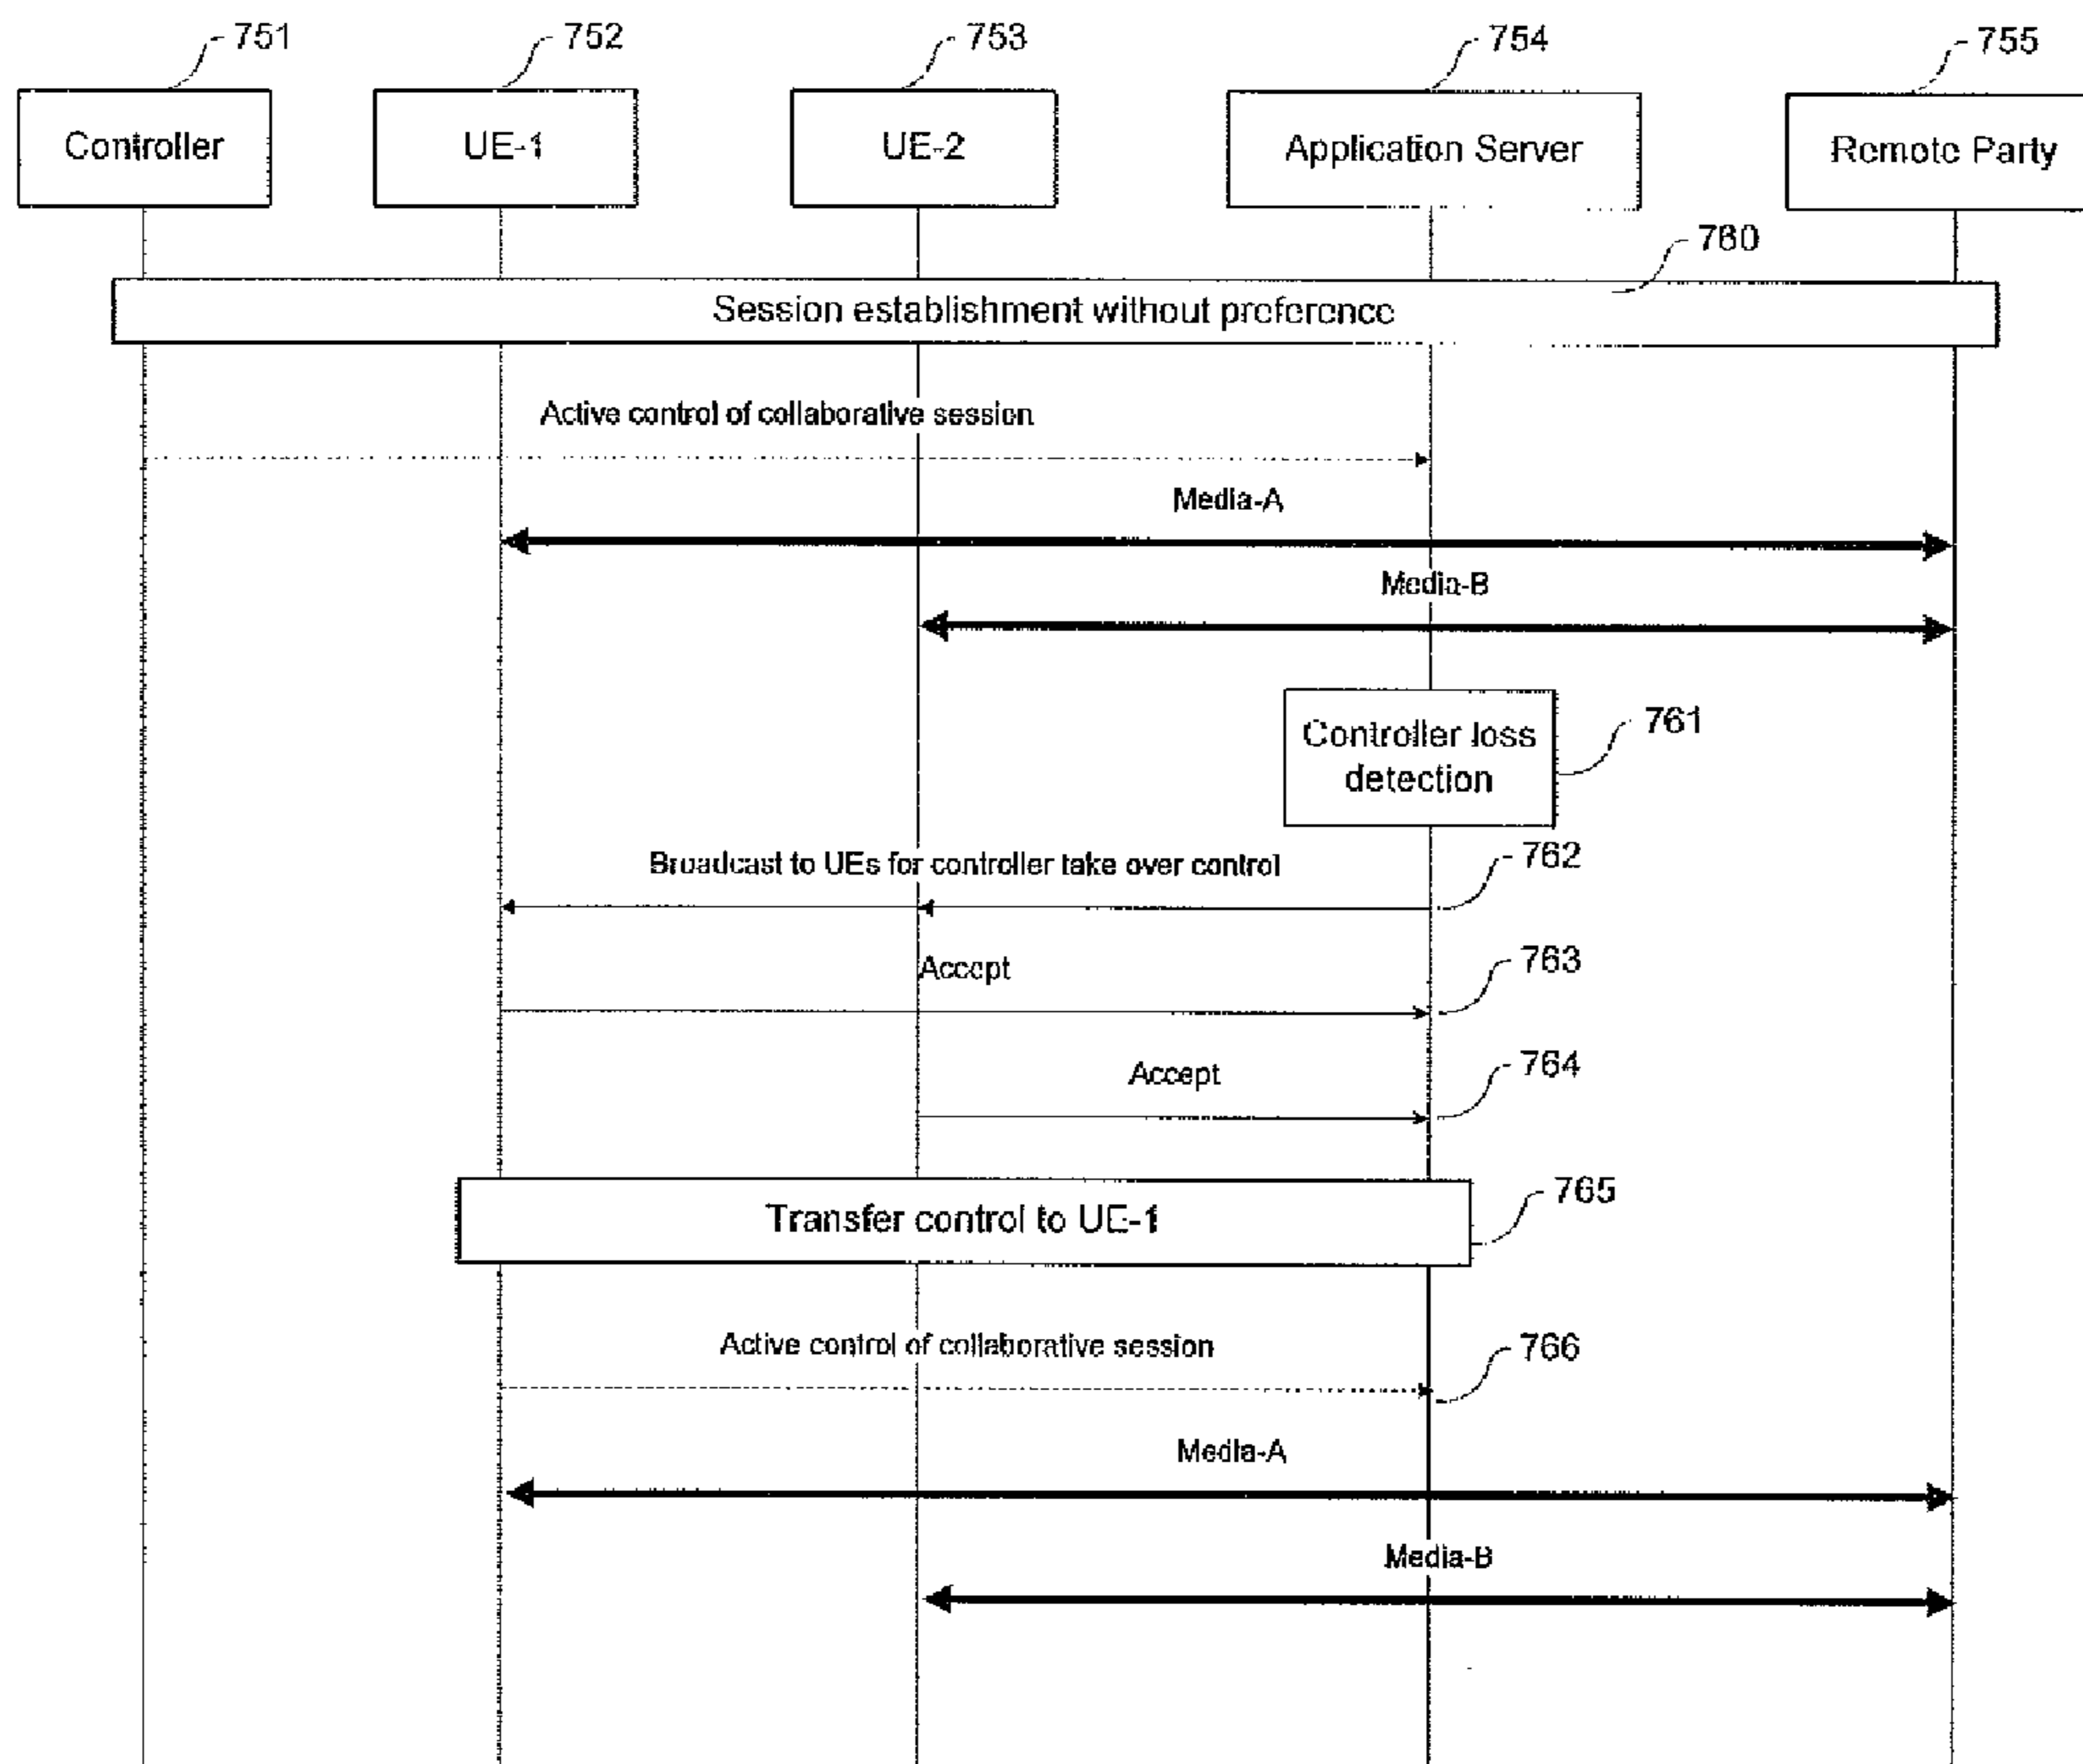 751
752
753
754
755
Controller
UE-1
UE-2
Application Server
Remote Party
760
Session establishment without preference
Active control of collaborative session
Media-A
Media-B
Controller loss
detection
761
Broadcast to UEs for controller take over control
762
Accept
763
Accept
764
Transfer control to UE-1
765
Active control of collaborative session
766
Media-A
Media-B